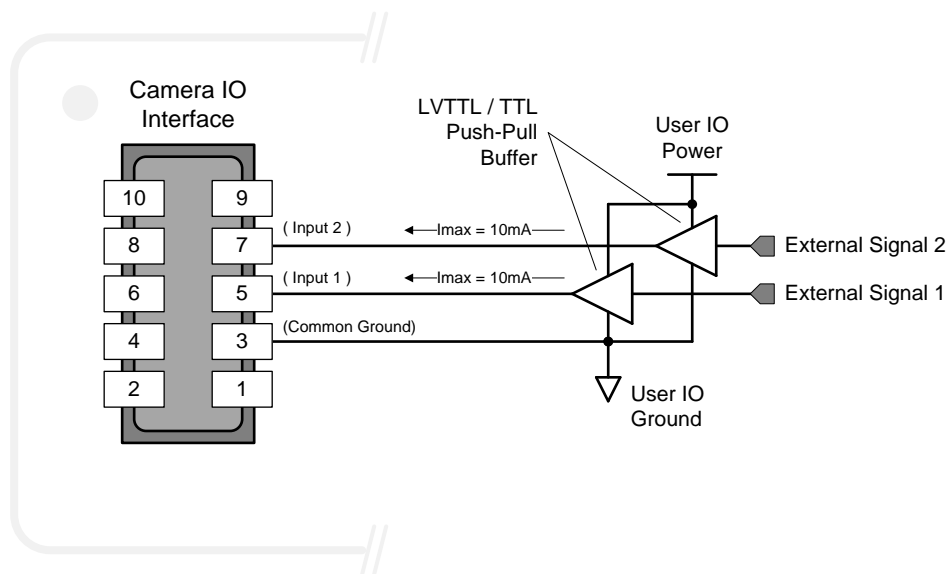 Camera IO
Interface
LVTTL / TTL
Push-Pull
Buffer
User IO
Power
10
9
( Input 2 )
Imax = 10mA
8
7
External Signal 2
( Input 1 )
Imax = 10mA
6
5
External Signal 1
(Common Ground)
4
3
2
1
User IO
Ground